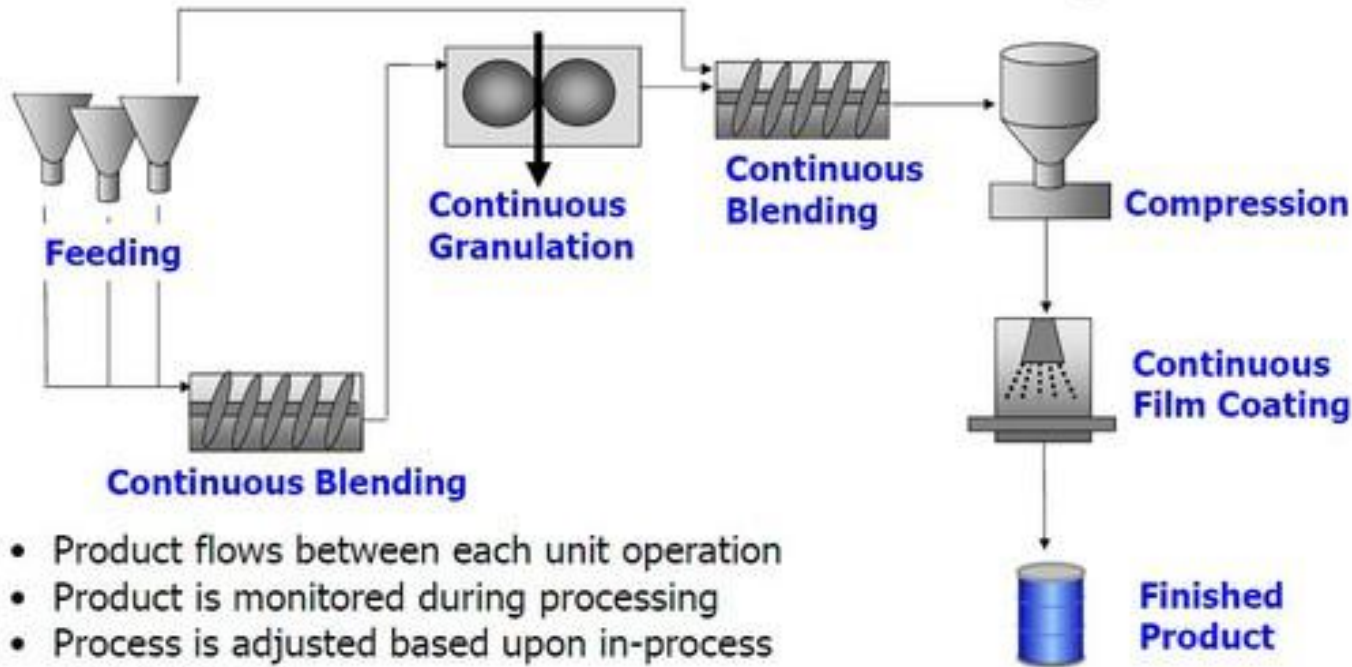 Feeding
Continuous
Granulation
Continuous
Blending
Compression
Continuous Blending
Continuous
Film Coating
Finished
Product
• Product flows between each unit operation
• Product is monitored during processing
• Process is adjusted based upon in-process